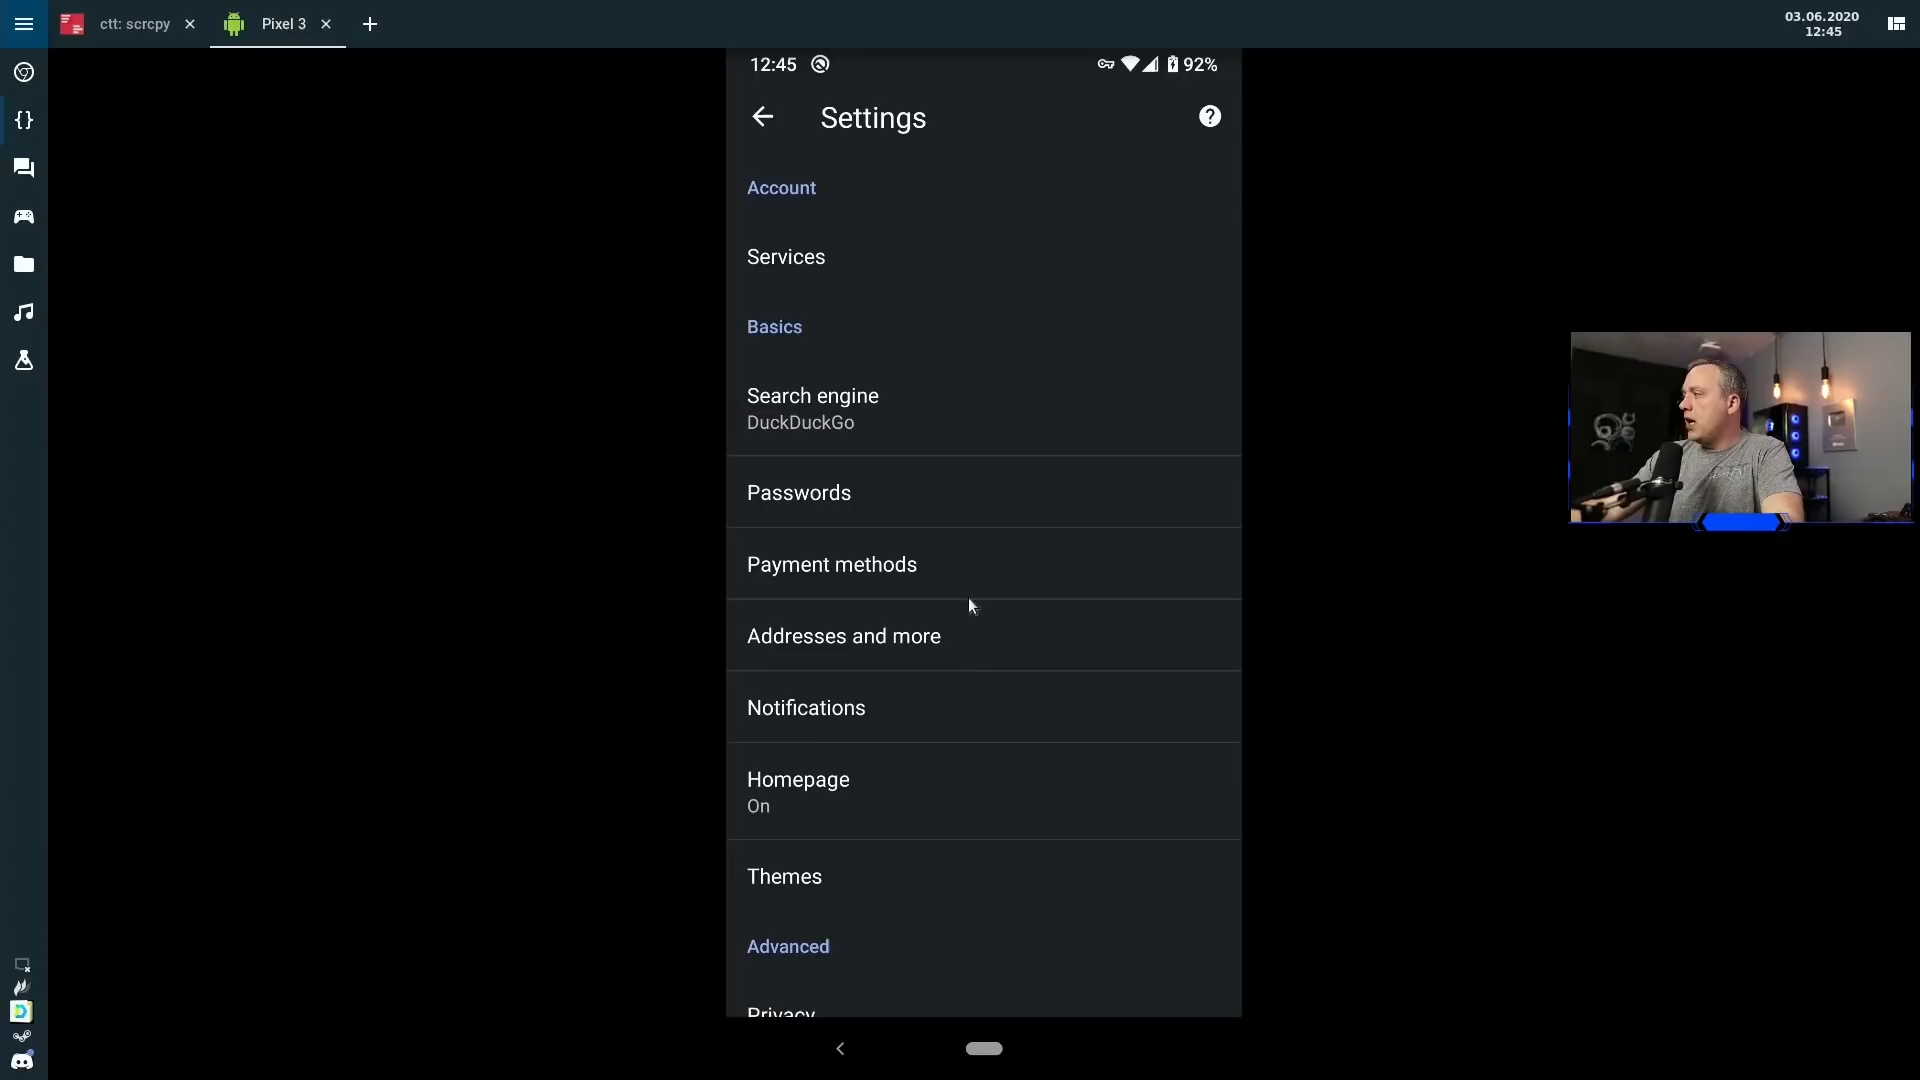 ctt: scrcpy
Pixel 3
03.06.2020
12:45
12:45
92%
Settings
Account
Services
Basics
Search engine
DuckDuckGo
Passwords
Payment methods
Addresses and more
Notifications
Homepage
On
Themes
Advanced
Privacy